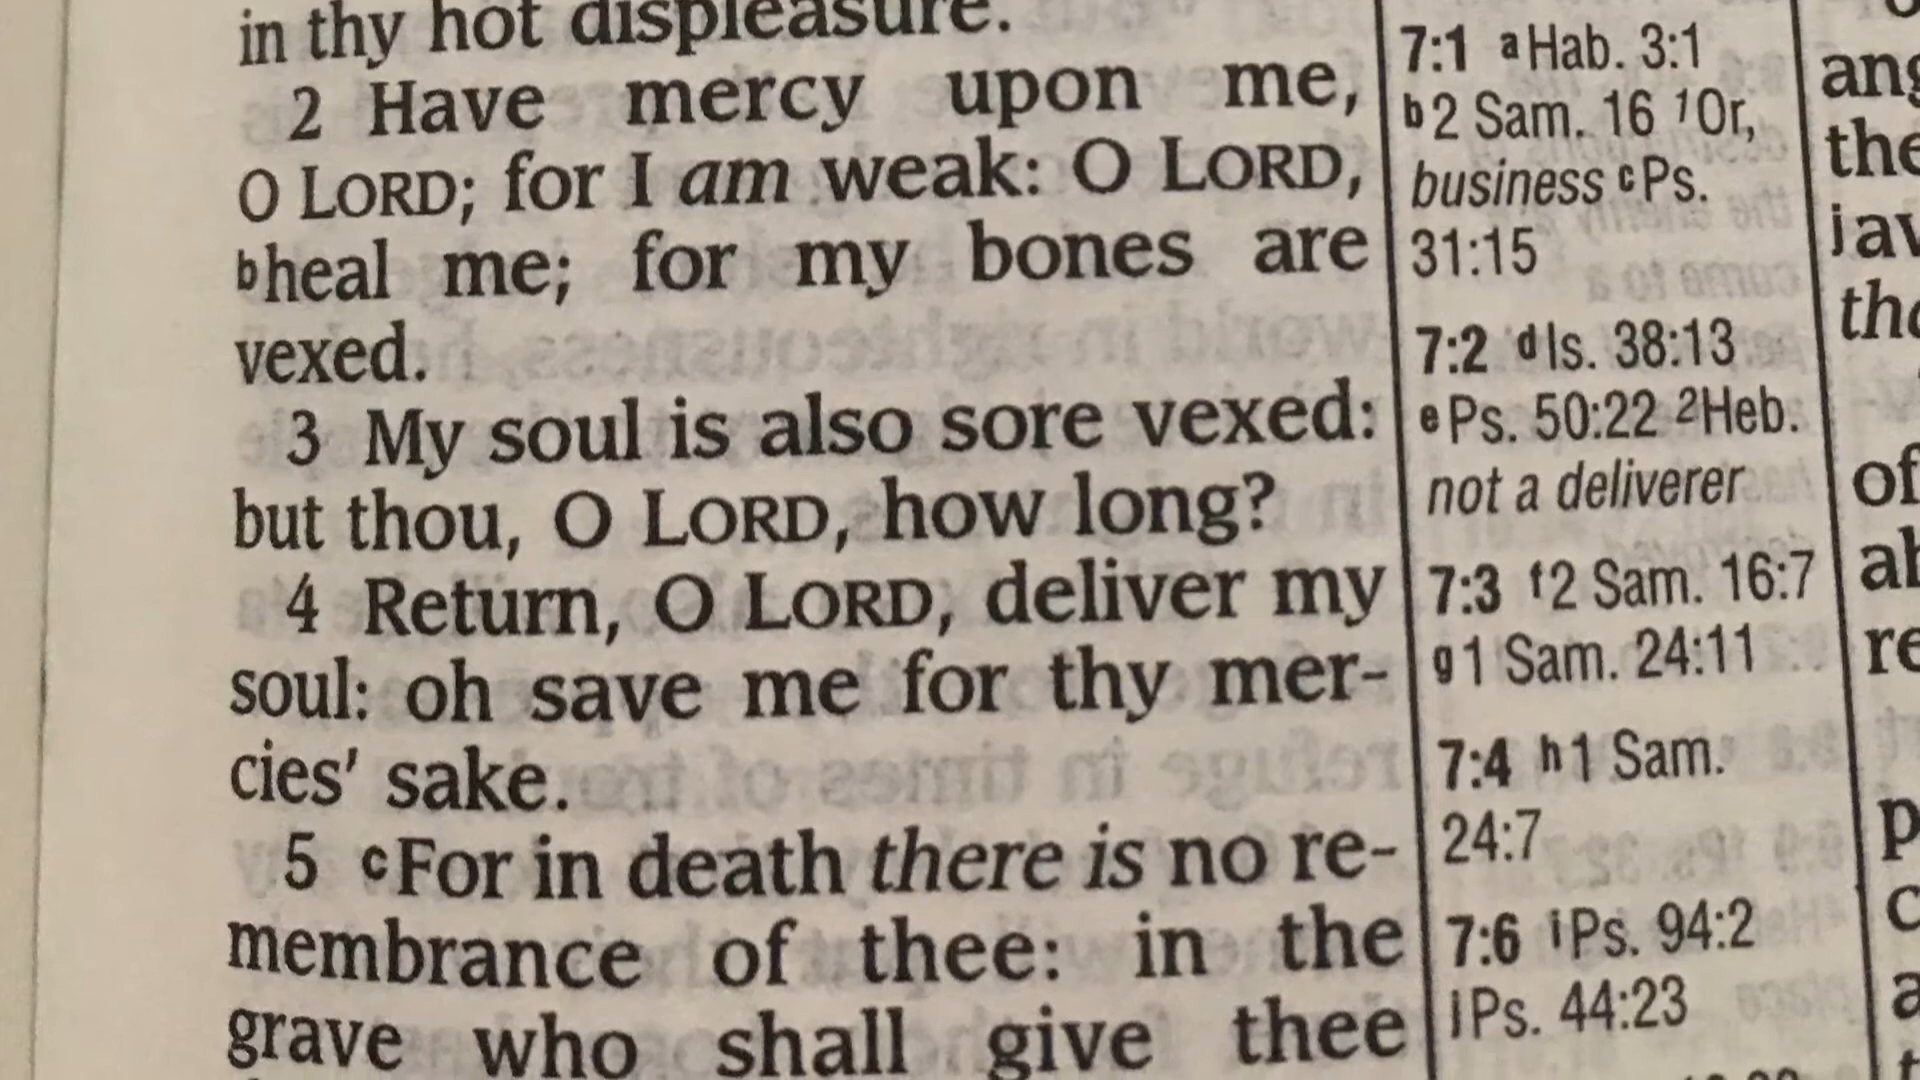 in thy hot displeasure.
2 Have mercy upon me,
O LORD; for I am weak: O LORD,
bheal me; for my bones are
vexed.
3 My soul is also sore vexed:
but thou, O LORD, how long?
4 Return, O LORD, deliver my
soul: oh save me for thy mer-
cies' sake.
5 cFor in death there is no re-
membrance of thee: in the
grave who shall give thee
7:1 aHab. 3:1
b2 Sam. 16 1Or,
business cPs.
31:15
7:2 dIs. 38:13
ePs. 50:22 2Heb.
not a deliverer
7:3 f2 Sam. 16:7
g1 Sam. 24:11
7:4 h1 Sam.
24:7
7:6 iPs. 94:2
jPs. 44:23
the
jav
of
re